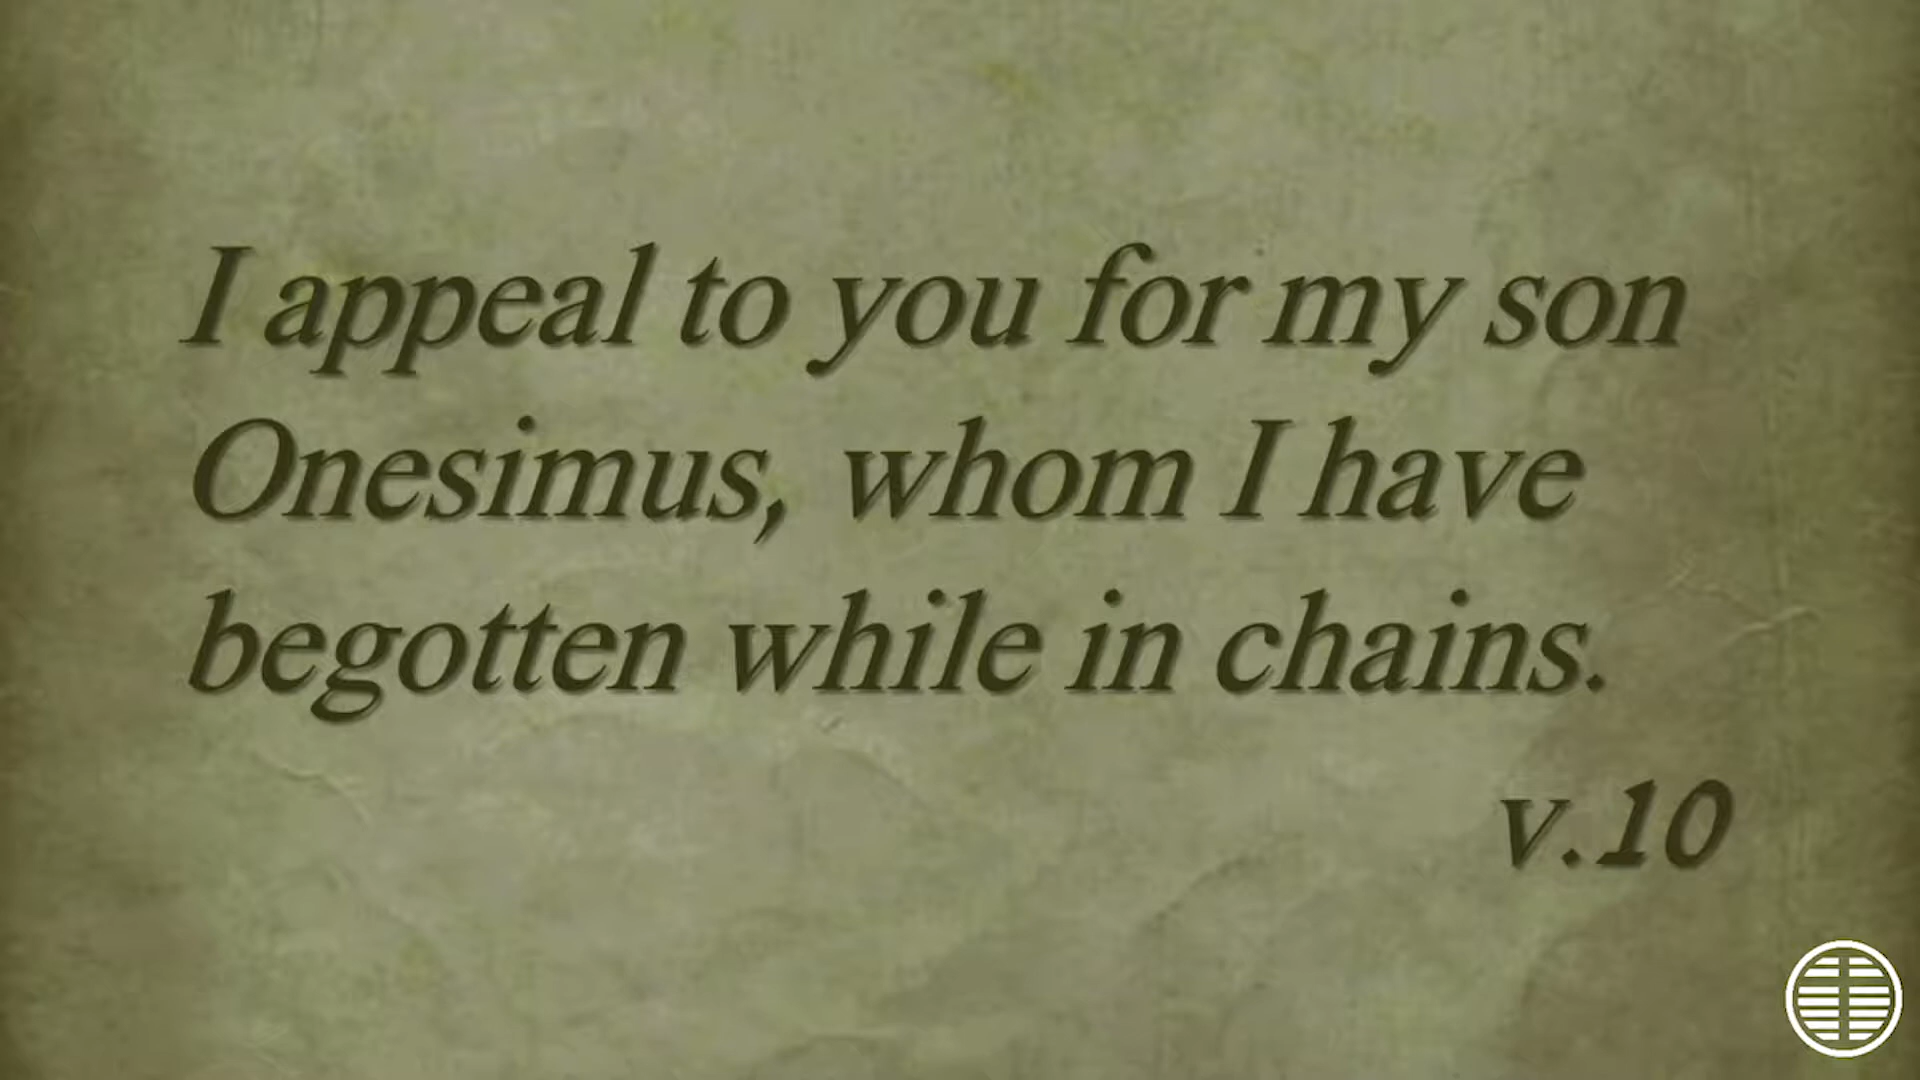 I appeal to you for my son
Onesimus, whom I have
begotten while in chains.
v.10